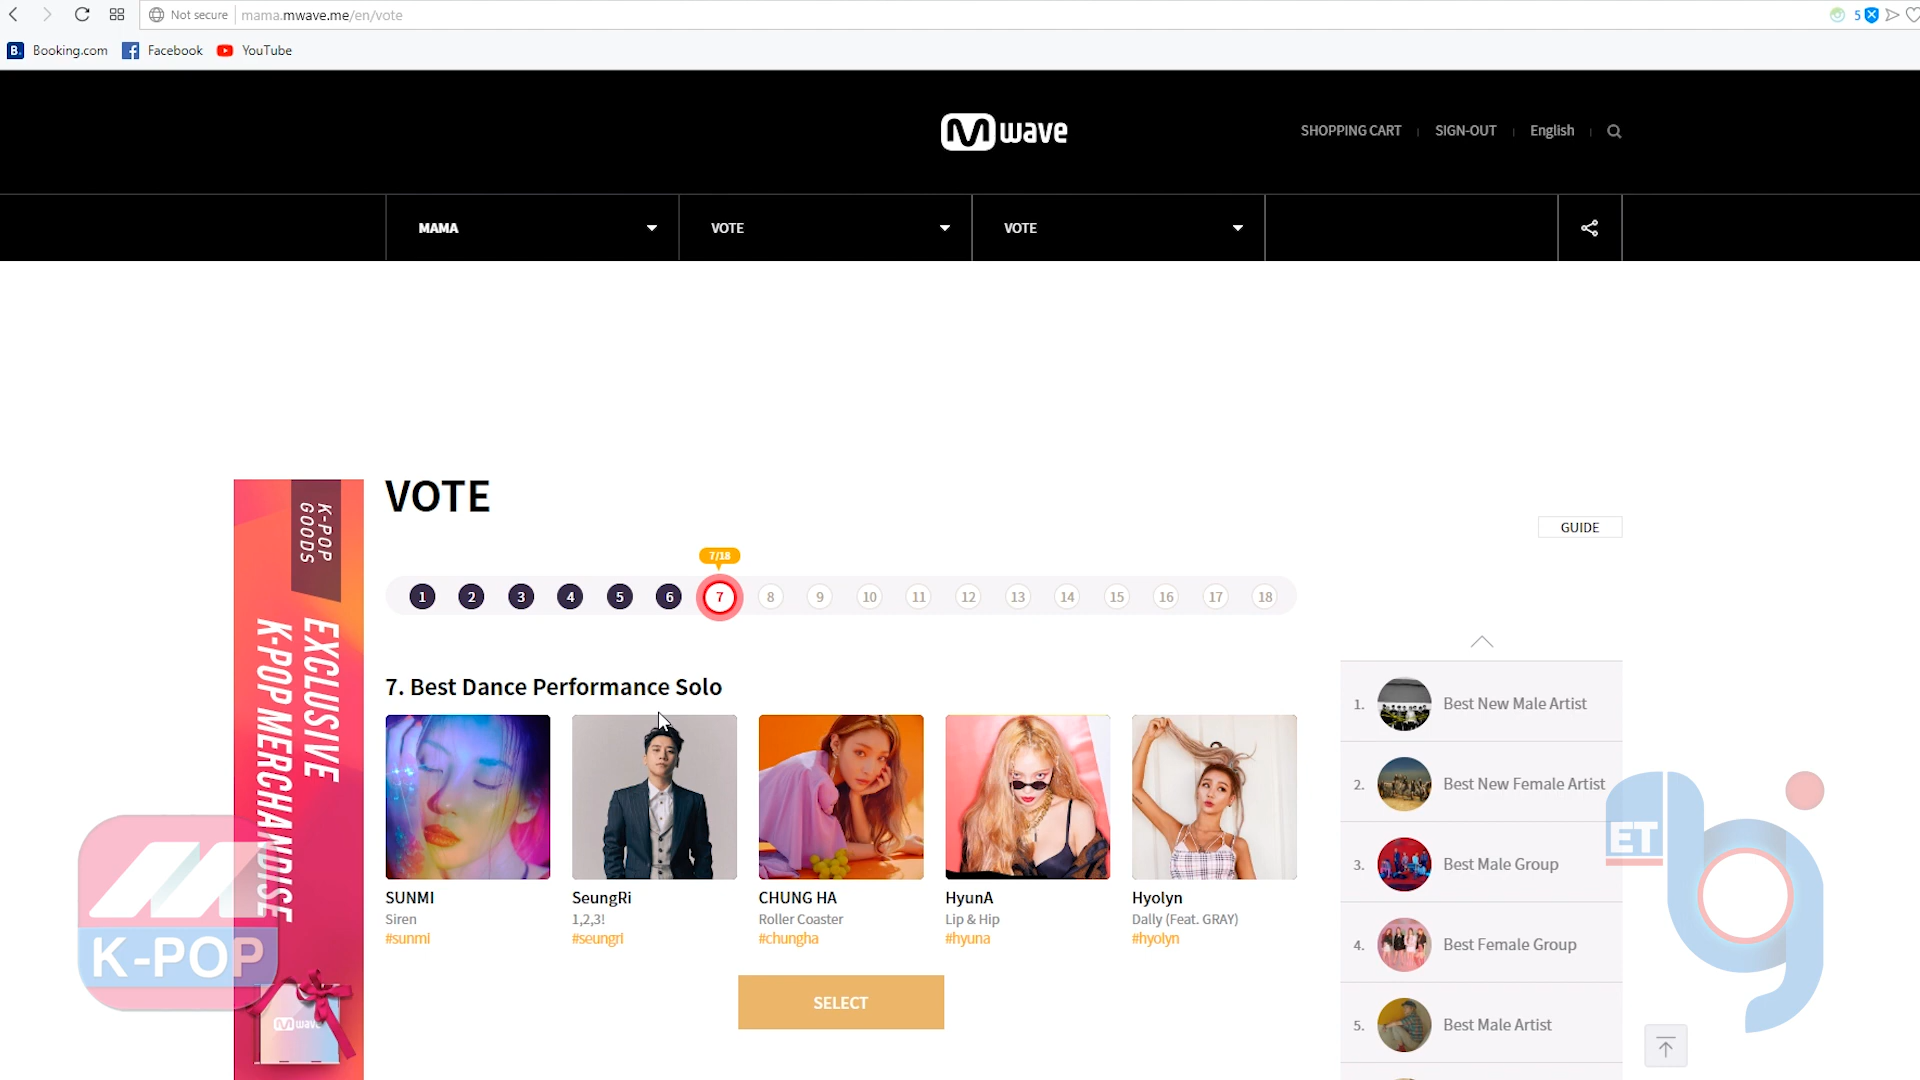 Not secure mama.mwave.me/en/vote 5
Booking.com Facebook YouTube
M wave
SHOPPING CART SIGN-OUT English
MAMA VOTE VOTE
VOTE
GUIDE
7/18
1 2 3 4 5 6 7 8 9 10 11 12 13 14 15 16 17 18
7. Best Dance Performance Solo
SUNMI
Siren
#sunmi
SeungRi
1,2,3!
#seungri
CHUNG HA
Roller Coaster
#chungha
HyunA
Lip & Hip
#hyuna
Hyolyn
Dally (Feat. GRAY)
#hyolyn
SELECT
1. Best New Male Artist
2. Best New Female Artist
3. Best Male Group
4. Best Female Group
5. Best Male Artist
K-POP
GOODS
EXCLUSIVE
K-POP MERCHANDISE
M wave
M
K-POP
ET